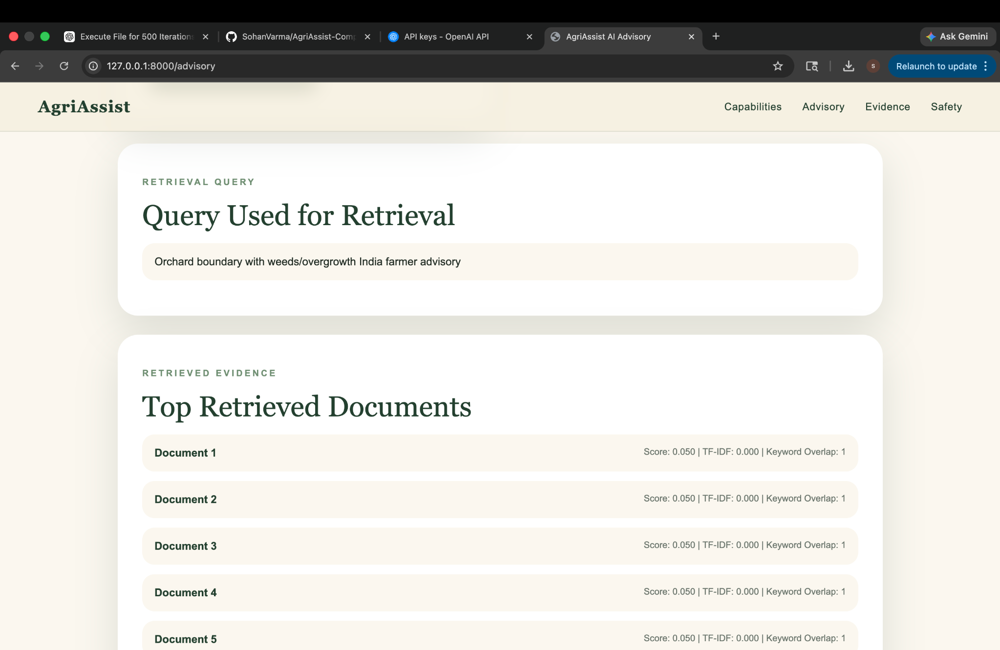 Execute File for 500 Iterations
SohanVarma/AgriAssist-Comp
API keys - OpenAI API
AgriAssist AI Advisory
Ask Gemini
127.0.0.1:8000/advisory
s
Relaunch to update
AgriAssist
Capabilities
Advisory
Evidence
Safety
RETRIEVAL QUERY
Query Used for Retrieval
Orchard boundary with weeds/overgrowth India farmer advisory
RETRIEVED EVIDENCE
Top Retrieved Documents
Document 1
Score: 0.050 | TF-IDF: 0.000 | Keyword Overlap: 1
Document 2
Score: 0.050 | TF-IDF: 0.000 | Keyword Overlap: 1
Document 3
Score: 0.050 | TF-IDF: 0.000 | Keyword Overlap: 1
Document 4
Score: 0.050 | TF-IDF: 0.000 | Keyword Overlap: 1
Document 5
Score: 0.050 | TF-IDF: 0.000 | Keyword Overlap: 1